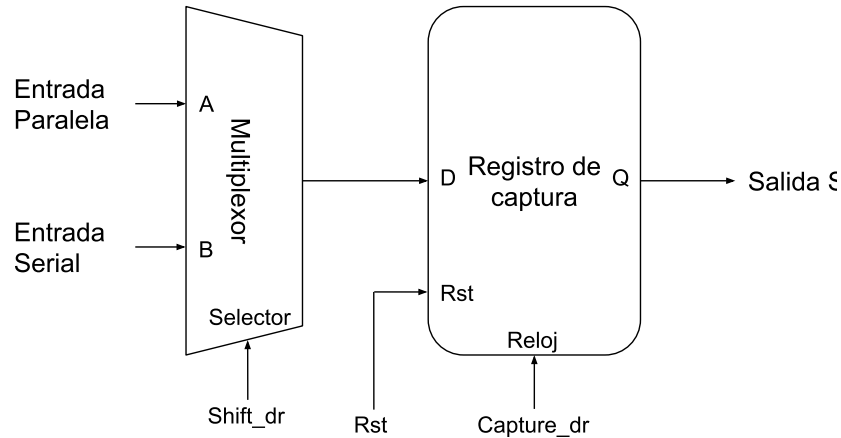 Entrada
Paralela
A
Multiplexor
Entrada
Serial
B
Selector
Shift_dr
D
Registro de
captura
Q
Rst
Reloj
Rst
Capture_dr
Salida